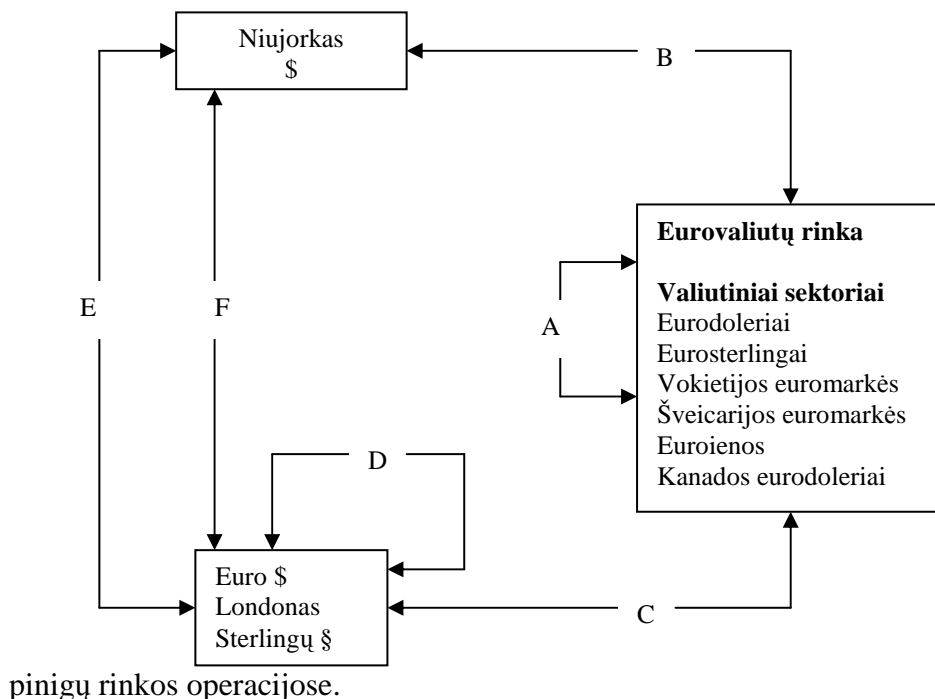 Niujorkas
$
B
Eurovaliutų rinka
Valiutiniai sektoriai
Eurodoleriai
Eurosterlingai
Vokietijos euromarkės
Šveicarijos euromarkės
Euroienos
Kanados eurodoleriai
E
F
A
D
Euro $
Londonas
Sterlingų §
C
pinigų rinkos operacijose.